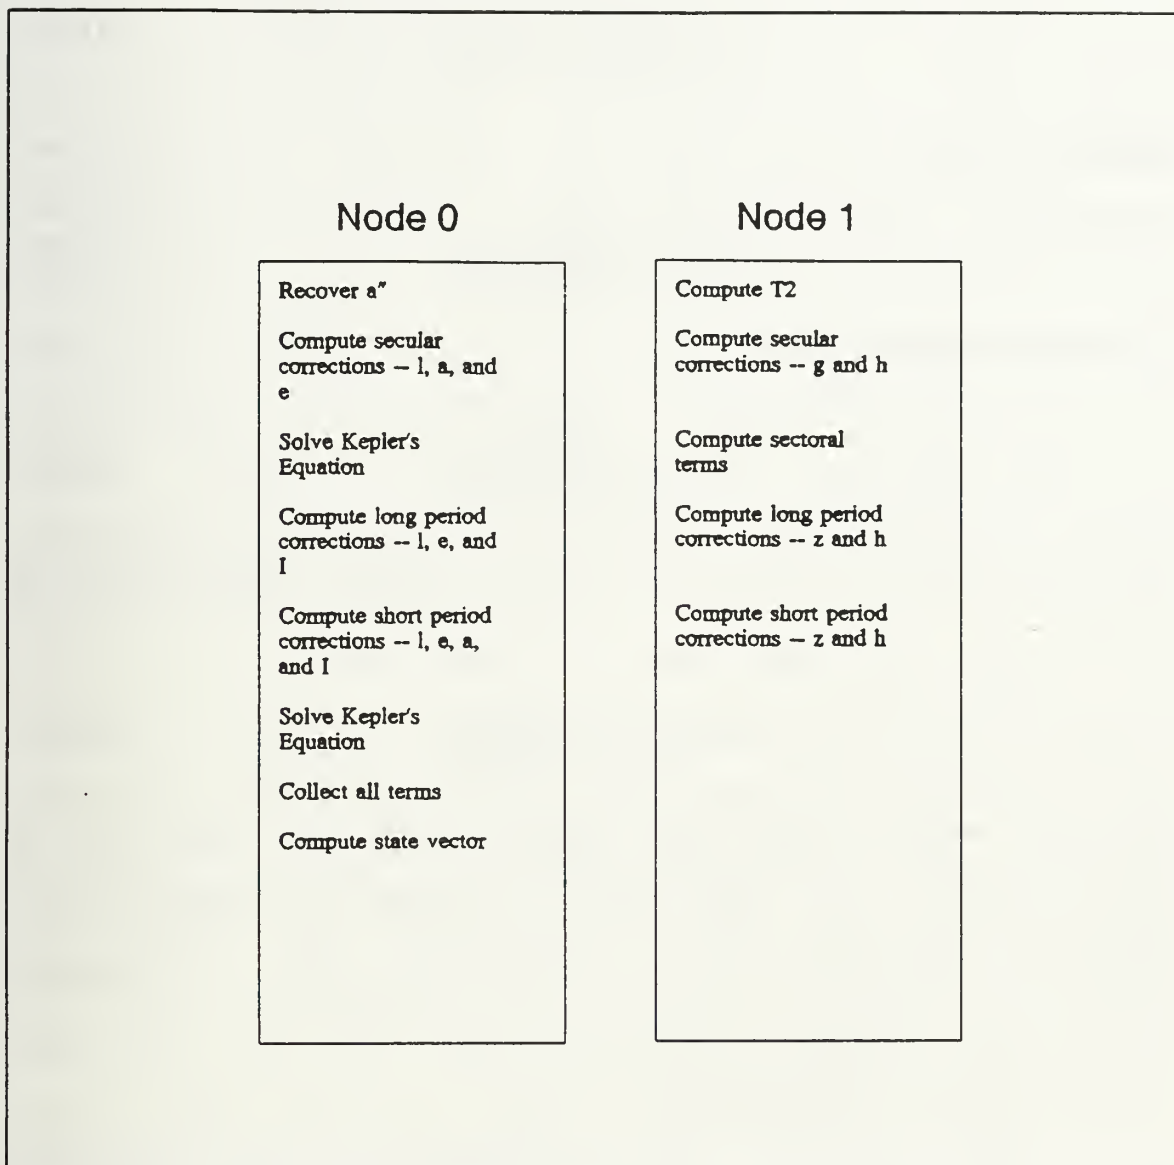 Node 0
Recover a"
Compute secular
corrections – l, a, and
e
Solve Kepler's
Equation
Compute long period
corrections -- l, e, and
I
Compute short period
corrections – l, e, a,
and I
Solve Kepler's
Equation
Collect all terms
Compute state vector
Node 1
Compute T2
Compute secular
corrections -- g and h
Compute sectoral
terms
Compute long period
corrections -- z and h
Compute short period
corrections – z and h